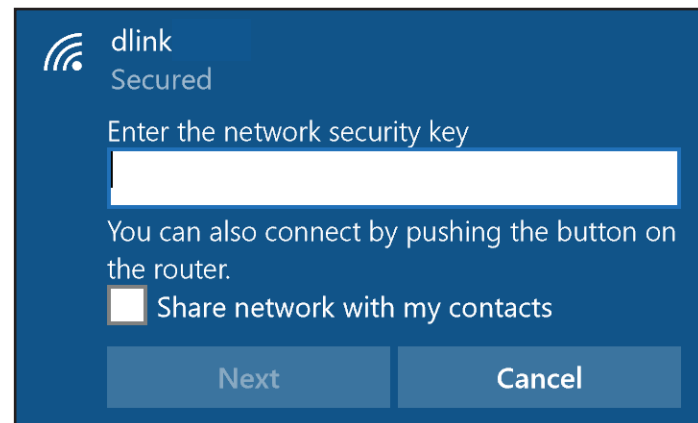 dlink
Secured
Enter the network security key
You can also connect by pushing the button on
the router.
Share network with my contacts
Next
Cancel